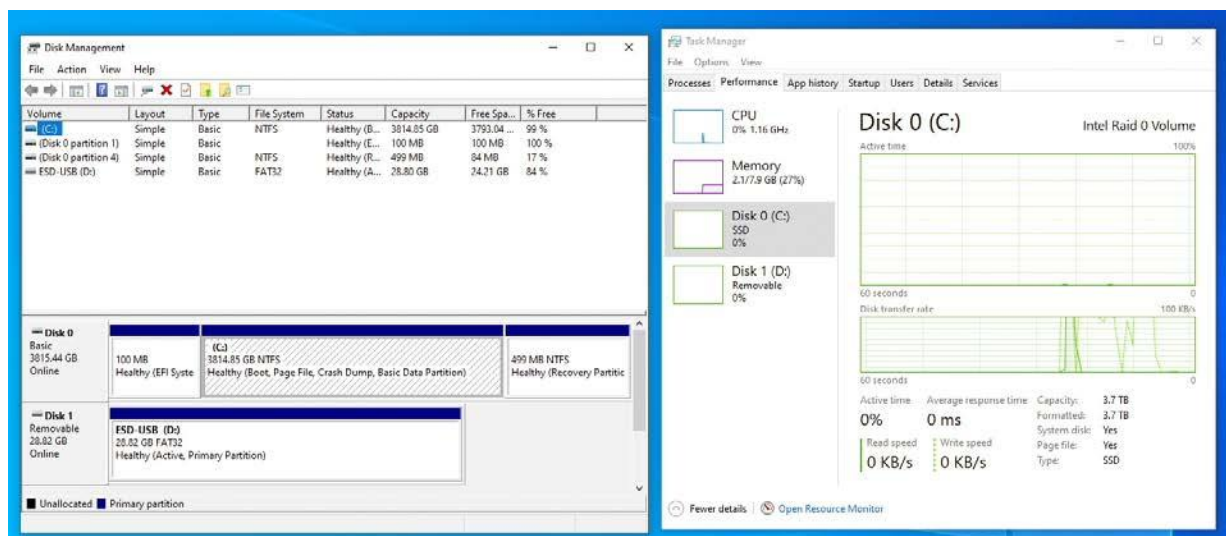 Disk Management
File Action View Help
Volume Layout Type File System Status Capacity Free Spa... % Free
(C:) Simple Basic NTFS Healthy (B... 3814.85 GB 3793.04 ... 99 %
(Disk 0 partition 1) Simple Basic Healthy (E... 100 MB 100 MB 100 %
(Disk 0 partition 4) Simple Basic NTFS Healthy (R... 499 MB 84 MB 17 %
ESD-USB (D:) Simple Basic FAT32 Healthy (A... 28.80 GB 24.21 GB 84 %
Disk 0
Basic
3815.44 GB
Online
100 MB
Healthy (EFI Syste
(C:)
3814.85 GB NTFS
Healthy (Boot, Page File, Crash Dump, Basic Data Partition)
499 MB NTFS
Healthy (Recovery Partitic
Disk 1
Removable
28.82 GB
Online
ESD-USB (D:)
28.82 GB FAT32
Healthy (Active, Primary Partition)
Unallocated Primary partition
Task Manager
File Options View
Processes Performance App history Startup Users Details Services
CPU
0% 1.16 GHz
Memory
2.1/7.9 GB (27%)
Disk 0 (C:)
SSD
0%
Disk 1 (D:)
Removable
0%
Disk 0 (C:) Intel Raid 0 Volume
Active time 100%
60 seconds 0
Disk transfer rate 100 KB/s
60 seconds 0
Active time Average response time
0% 0 ms
Read speed Write speed
0 KB/s 0 KB/s
Capacity: 3.7 TB
Formatted: 3.7 TB
System disk: Yes
Page file: Yes
Type: SSD
Fewer details Open Resource Monitor